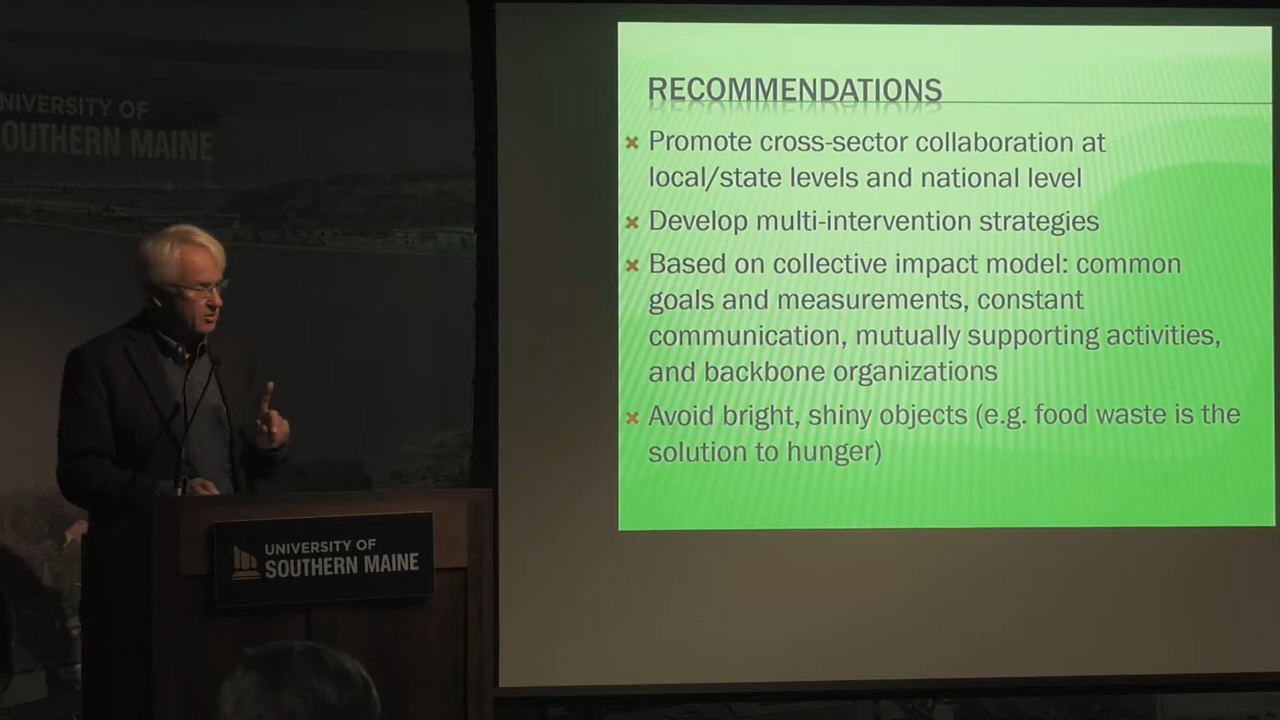 NIVERSITY OF
OUTHERN MAINE
RECOMMENDATIONS
Promote cross-sector collaboration at
local/state levels and national level
Develop multi-intervention strategies
Based on collective impact model: common
goals and measurements, constant
communication, mutually supporting activities,
and backbone organizations
Avoid bright, shiny objects (e.g. food waste is the
solution to hunger)
UNIVERSITY OF
SOUTHERN MAINE